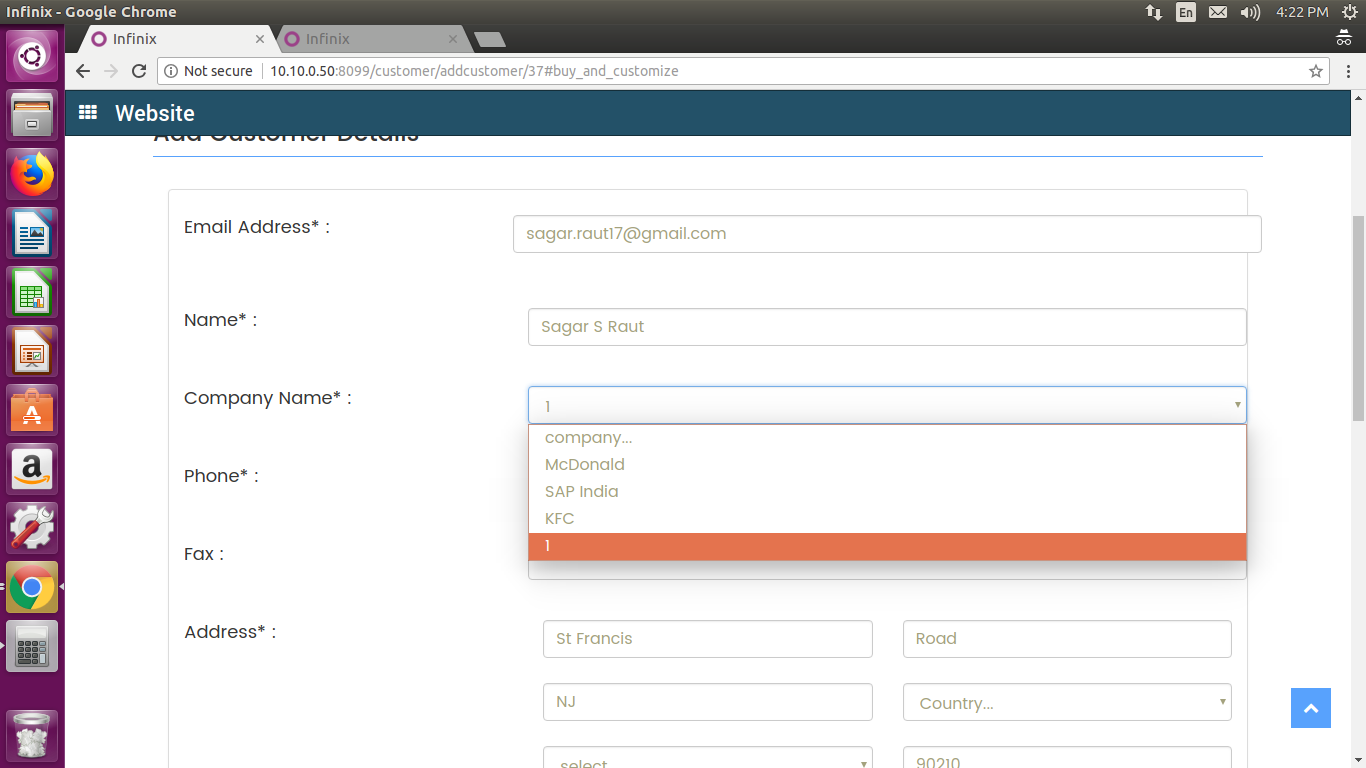 Infinix - Google Chrome
En
4:22 PM
Infinix
Infinix
Not secure
10.10.0.50:8099/customer/addcustomer/37#buy_and_customize
Website
Add Customer Details
Email Address* :
sagar.raut17@gmail.com
Name* :
Sagar S Raut
Company Name* :
1
company...
McDonald
SAP India
KFC
1
Phone* :
Fax :
Address* :
St Francis
Road
NJ
Country...
select
90210